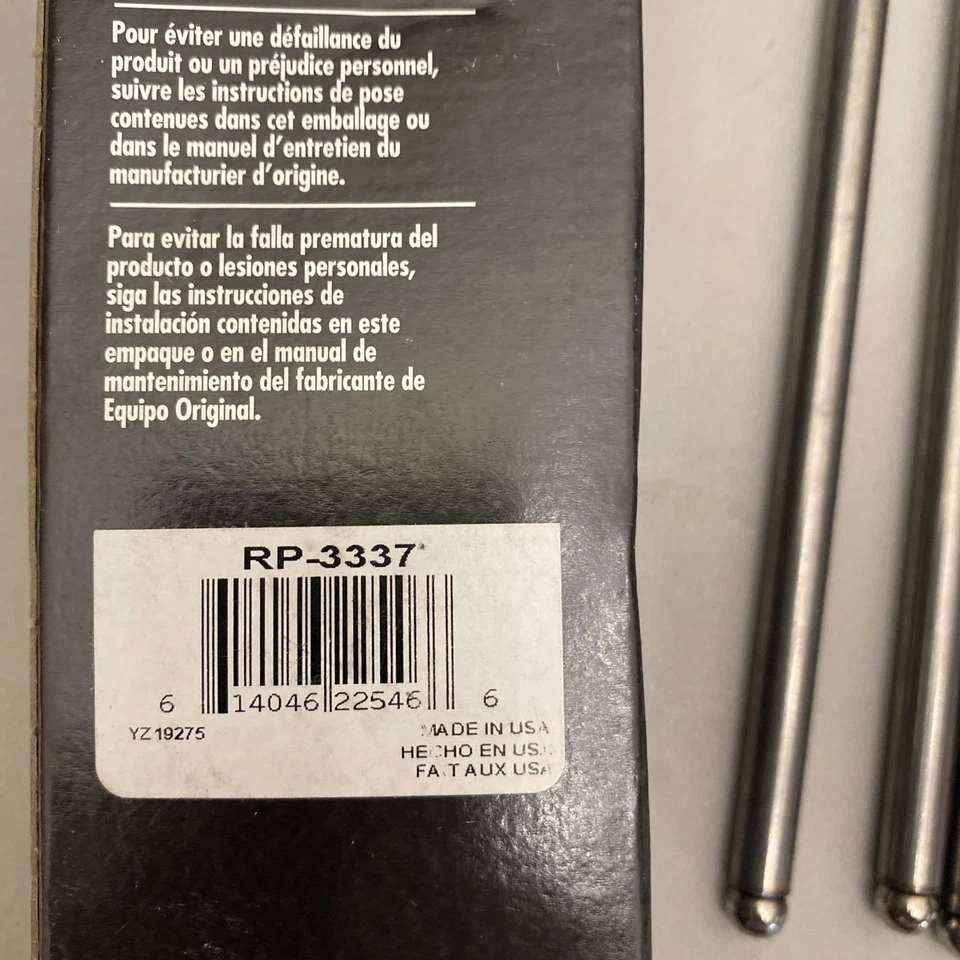 Pour éviter une défaillance du
produit ou un préjudice personnel,
suivre les instructions de pose
contenues dans cet emballage ou
dans le manuel d'entretien du
manufacturier d'origine.
Para evitar la falla prematura del
producto o lesiones personales,
siga las instrucciones de
instalación contenidas en este
empaque o en el manual de
mantenimiento del fabricante de
Equipo Original.
RP-3337
6 14046 22546 6
YZ19275
MADE IN USA
HECHO EN USA
FAIT AUX USA